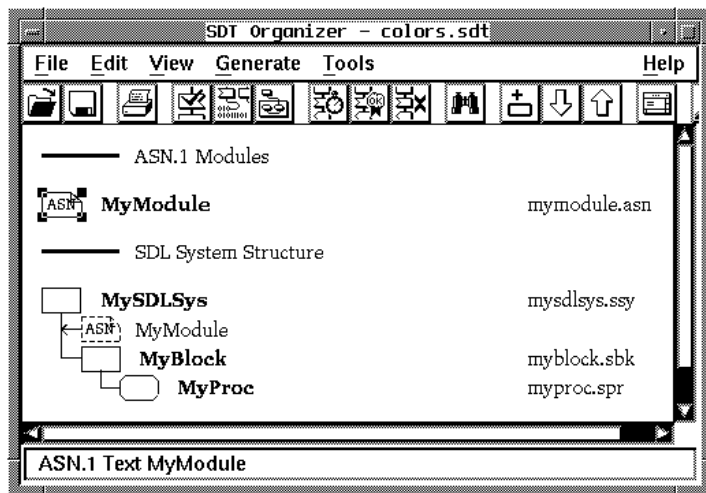 SDT Organizer - colors.sdt
File Edit View Generate Tools Help
OK
ASN.1 Modules
ASN MyModule mymodule.asn
SDL System Structure
MySDLSys mysdlsys.ssy
ASN MyModule
MyBlock myblock.sbk
MyProc myproc.spr
ASN.1 Text MyModule